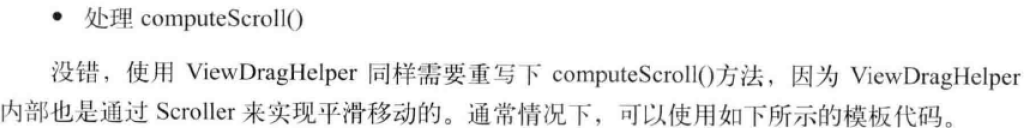 • 处理 computeScroll()
没错，使用 ViewDragHelper 同样需要重写下 computeScroll()方法，因为 ViewDragHelper
内部也是通过 Scroller 来实现平滑移动的。通常情况下，可以使用如下所示的模板代码。